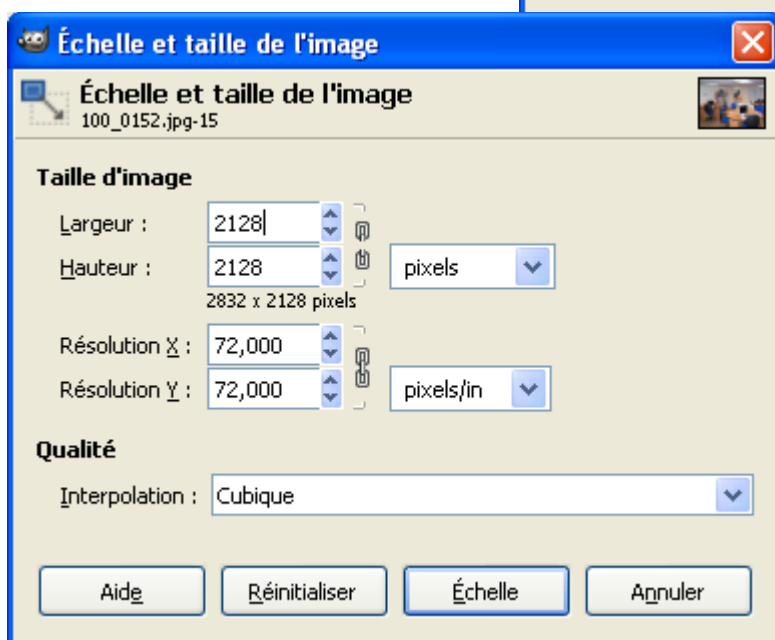 Échelle et taille de l'image
Échelle et taille de l'image
100_0152.jpg-15
Taille d'image
Largeur : 2128
Hauteur : 2128 pixels
2832 x 2128 pixels
Résolution X : 72,000
Résolution Y : 72,000 pixels/in
Qualité
Interpolation : Cubique
Aide Réinitialiser Échelle Annuler